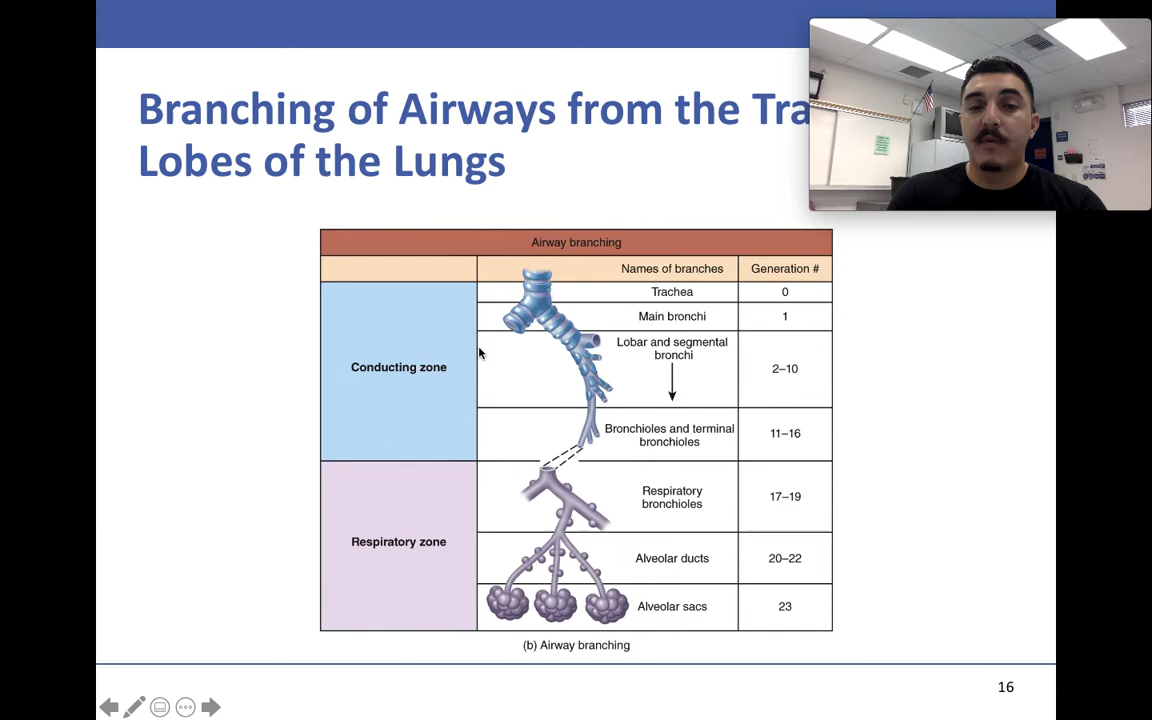 Branching of Airways from the Tra
Lobes of the Lungs
Airway branching
Names of branches Generation #
Trachea 0
Main bronchi 1
Conducting zone
Lobar and segmental
bronchi
2–10
Bronchioles and terminal
bronchioles
11–16
Respiratory zone
Respiratory
bronchioles
17–19
Alveolar ducts 20–22
Alveolar sacs 23
(b) Airway branching
16